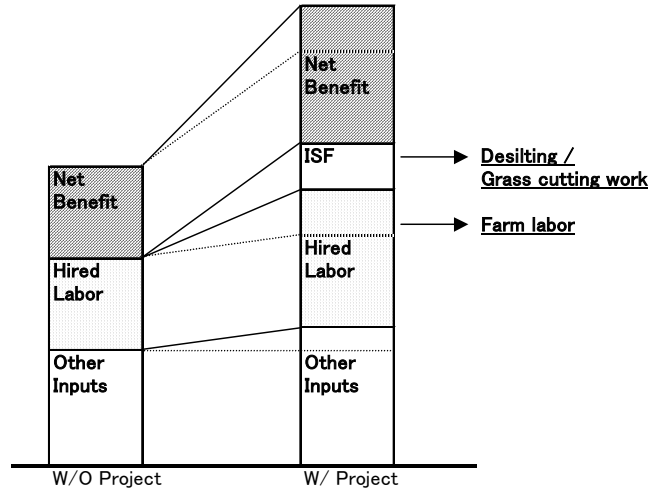 Net
Benefit
ISF
Desilting /
Grass cutting work
Net
Benefit
Farm labor
Hired
Labor
Hired
Labor
Other
Inputs
Other
Inputs
W/O Project
W/ Project